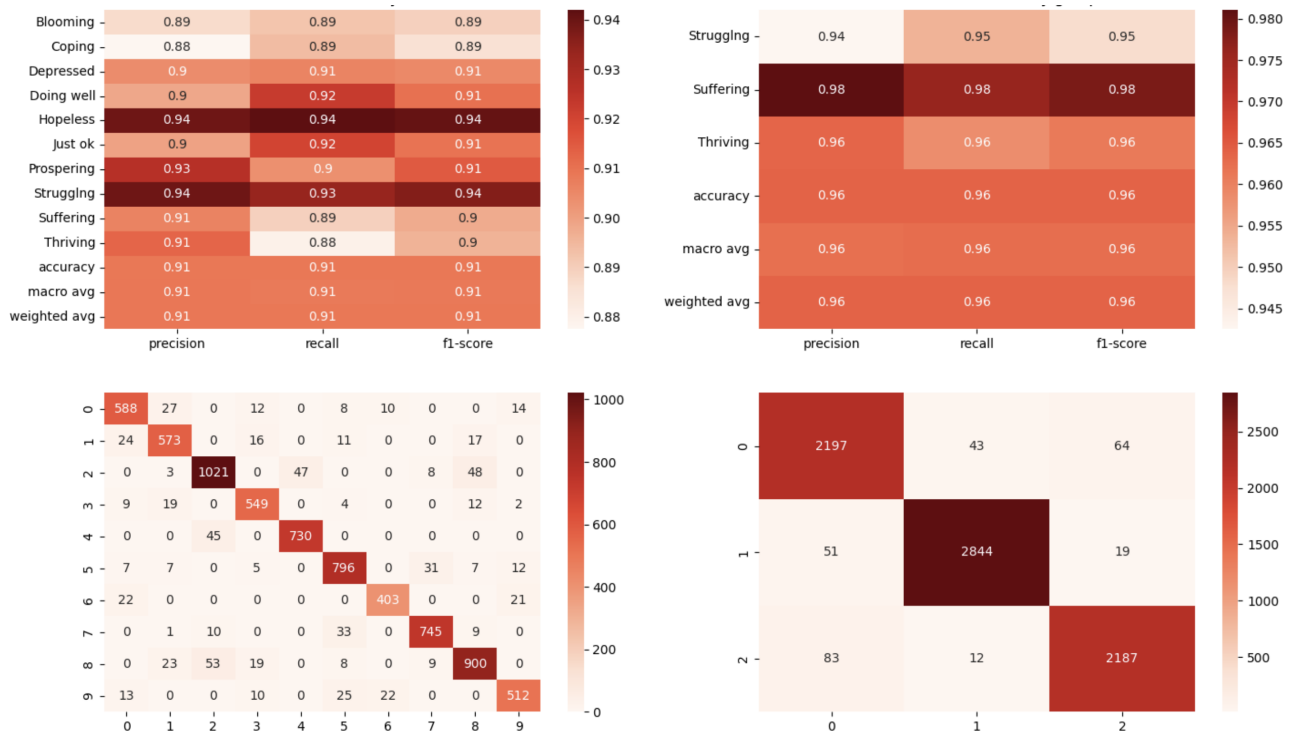 Blooming 0.89 0.89 0.89
Coping 0.88 0.89 0.89
Depressed 0.9 0.91 0.91
Doing well 0.9 0.92 0.91
Hopeless 0.94 0.94 0.94
Just ok 0.9 0.92 0.91
Prospering 0.93 0.9 0.91
Strugglng 0.94 0.93 0.94
Suffering 0.91 0.89 0.9
Thriving 0.91 0.88 0.9
accuracy 0.91 0.91 0.91
macro avg 0.91 0.91 0.91
weighted avg 0.91 0.91 0.91
precision recall f1-score
0.94
0.93
0.92
0.91
0.90
0.89
0.88
Strugglng 0.94 0.95 0.95
Suffering 0.98 0.98 0.98
Thriving 0.96 0.96 0.96
accuracy 0.96 0.96 0.96
macro avg 0.96 0.96 0.96
weighted avg 0.96 0.96 0.96
precision recall f1-score
0.980
0.975
0.970
0.965
0.960
0.955
0.950
0.945
0 588 27 0 12 0 8 10 0 0 14
1 24 573 0 16 0 11 0 0 17 0
2 0 3 1021 0 47 0 0 8 48 0
3 9 19 0 549 0 4 0 0 12 2
4 0 0 45 0 730 0 0 0 0 0
5 7 7 0 5 0 796 0 31 7 12
6 22 0 0 0 0 0 403 0 0 21
7 0 1 10 0 0 33 0 745 9 0
8 0 23 53 19 0 8 0 9 900 0
9 13 0 0 10 0 25 22 0 0 512
0 1 2 3 4 5 6 7 8 9
1000
800
600
400
200
0
0 2197 43 64
1 51 2844 19
2 83 12 2187
0 1 2
2500
2000
1500
1000
500